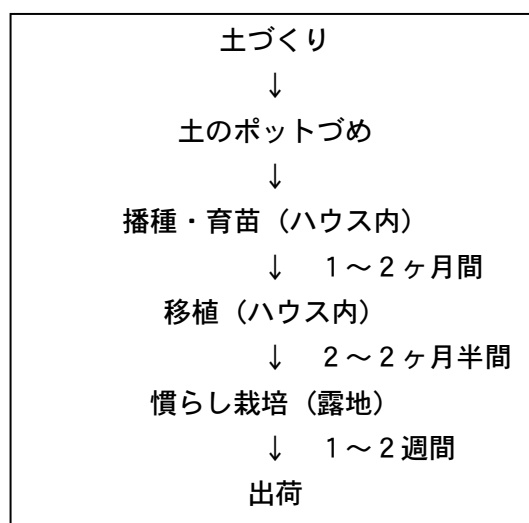 土づくり
↓
土のポットづめ
↓
播種・育苗（ハウス内）
↓　１～２ヶ月間
移植（ハウス内）
↓　２～２ヶ月半間
慣らし栽培（露地）
↓　１～２週間
出荷